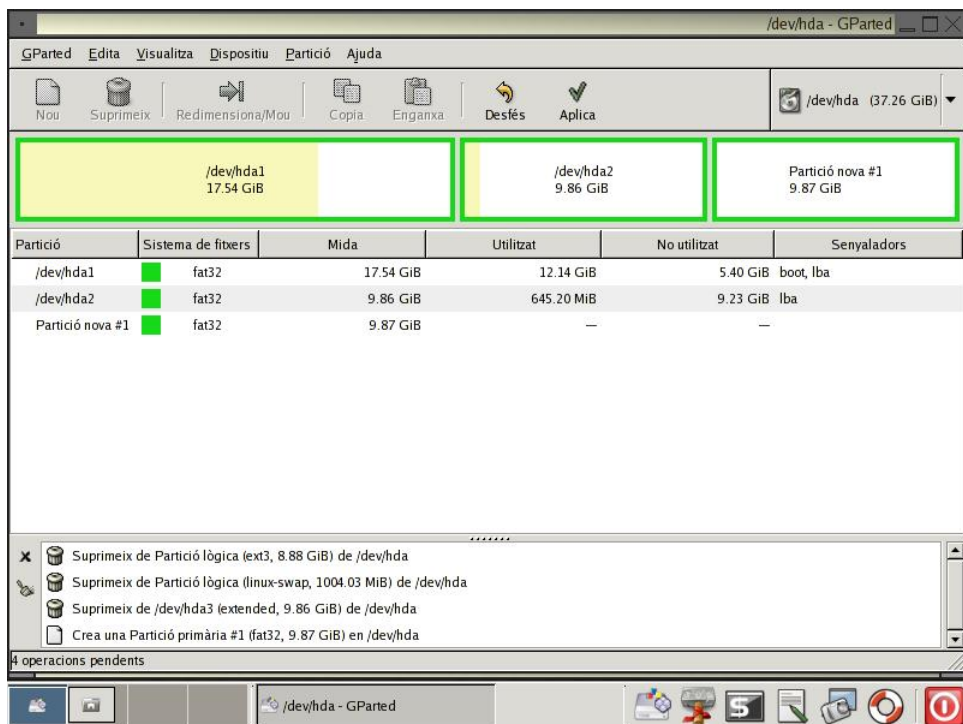 /dev/hda - GParted
GParted Edita Visualitza Dispositiu Partició Ajuda
Nou Suprimeix Redimensiona/Mou Copia Enganxa Desfés Aplica /dev/hda (37.26 GiB)
/dev/hda1
17.54 GiB
/dev/hda2
9.86 GiB
Partició nova #1
9.87 GiB
Partició Sistema de fitxers Mida Utilitzat No utilitzat Senyaladors
/dev/hda1 fat32 17.54 GiB 12.14 GiB 5.40 GiB boot, lba
/dev/hda2 fat32 9.86 GiB 645.20 MiB 9.23 GiB lba
Partició nova #1 fat32 9.87 GiB — —
Suprimeix de Partició lògica (ext3, 8.88 GiB) de /dev/hda
Suprimeix de Partició lògica (linux-swap, 1004.03 MiB) de /dev/hda
Suprimeix de /dev/hda3 (extended, 9.86 GiB) de /dev/hda
Crea una Partició primària #1 (fat32, 9.87 GiB) en /dev/hda
4 operacions pendents
/dev/hda - GParted